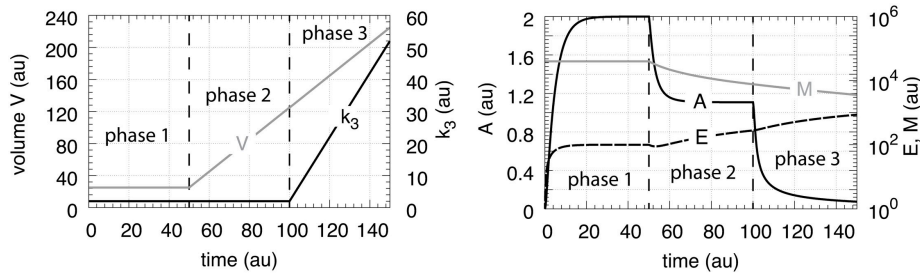 volume V (au)
240
200
160
120
80
40
0
phase 1
phase 2
phase 3
V
k3
60
50
40
30
20
10
0
k3 (au)
0 20 40 60 80 100 120 140
time (au)
A (au)
2
1.6
1.2
0.8
0.4
0
M
A
E
phase 1
phase 2
phase 3
10^6
10^4
10^2
10^0
E, M (au)
0 20 40 60 80 100 120 140
time (au)